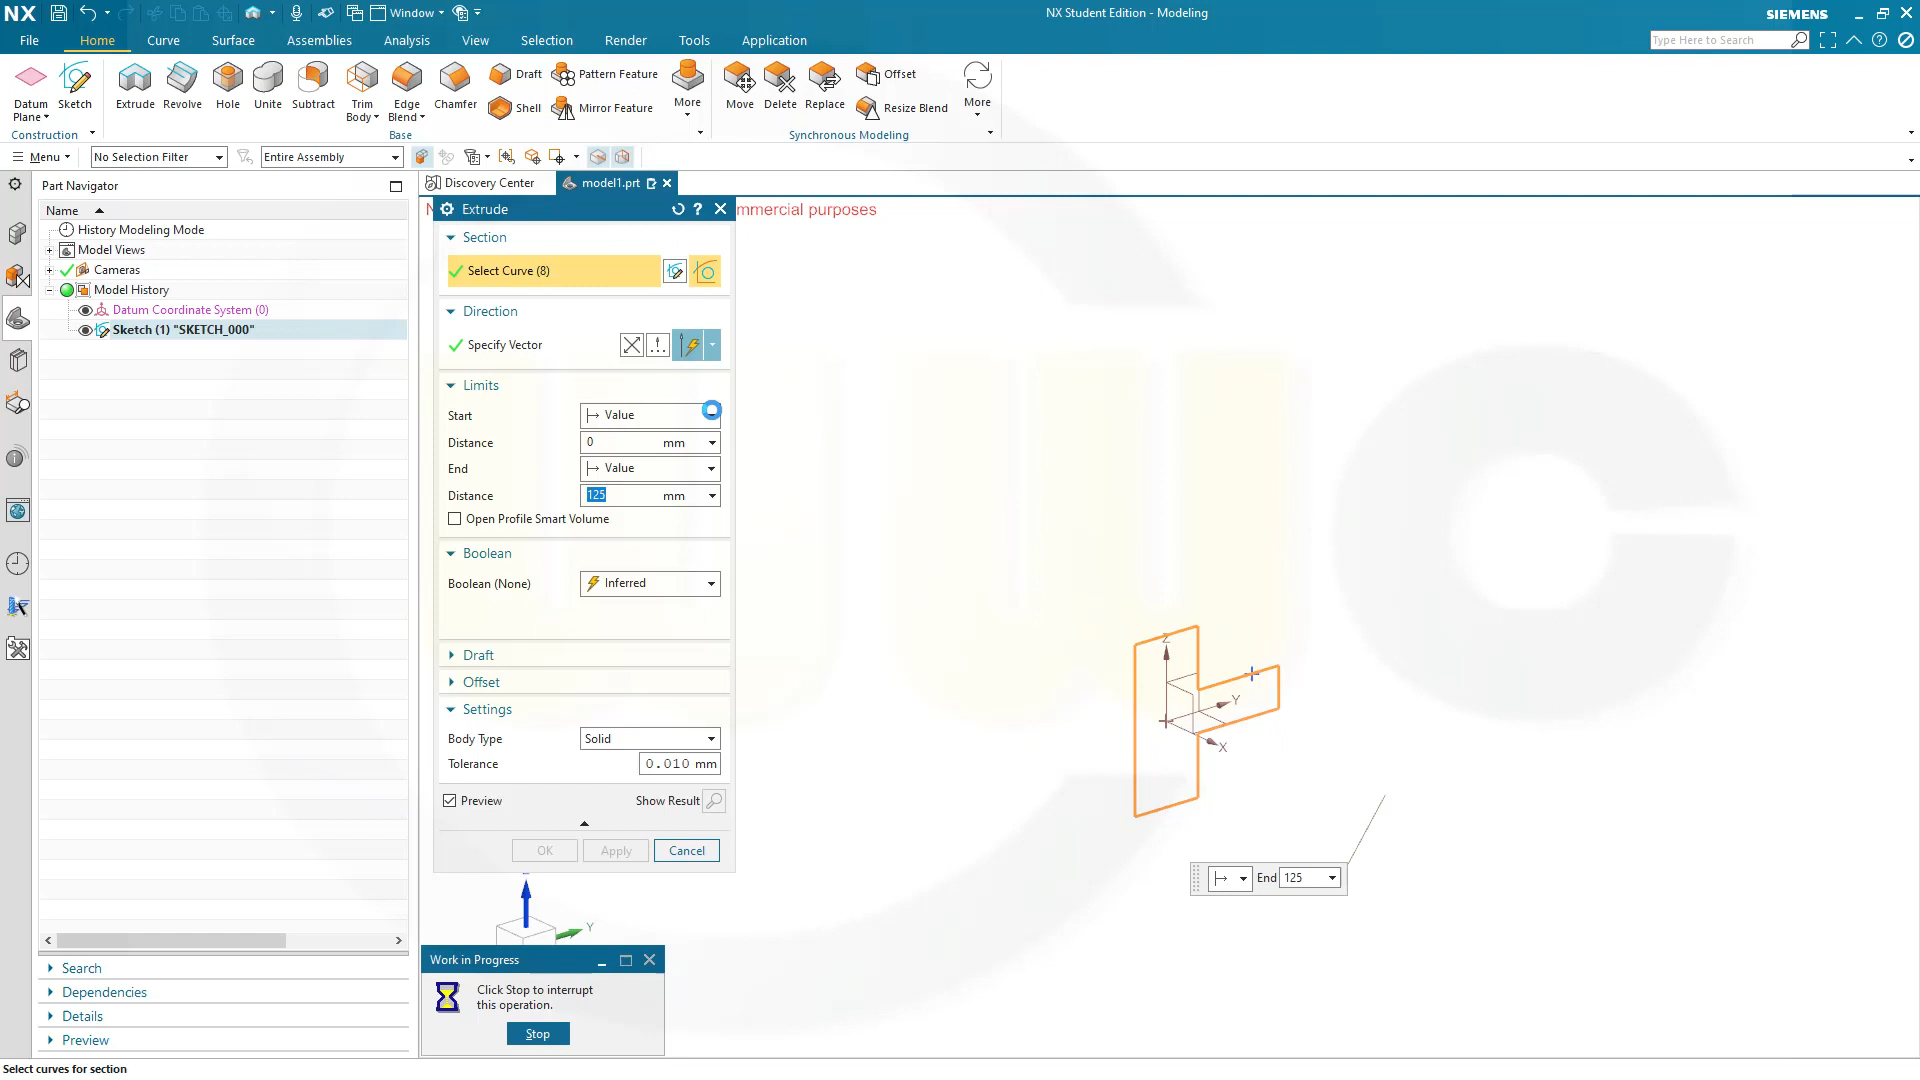 NX
Window
NX Student Edition - Modeling
SIEMENS
File
Home
Curve
Surface
Assemblies
Analysis
View
Selection
Render
Tools
Application
Type Here to Search
Datum Plane
Sketch
Extrude
Revolve
Hole
Unite
Subtract
Trim Body
Edge Blend
Chamfer
Draft
Shell
Pattern Feature
Mirror Feature
More
Move
Delete
Replace
Offset
Resize Blend
More
Construction
Base
Synchronous Modeling
Menu
No Selection Filter
Entire Assembly
Part Navigator
Discovery Center
model1.prt
Name
History Modeling Mode
Model Views
Cameras
Model History
Datum Coordinate System (0)
Sketch (1) "SKETCH_000"
Extrude
mmercial purposes
Section
Select Curve (8)
Direction
Specify Vector
Limits
Start
Value
Distance
0 mm
End
Value
Distance
125 mm
Open Profile Smart Volume
Boolean
Boolean (None)
Inferred
Draft
Offset
Settings
Body Type
Solid
Tolerance
0.010 mm
Preview
Show Result
OK
Apply
Cancel
Z
Y
X
End 125
Y
Work in Progress
Click Stop to interrupt
this operation.
Stop
Search
Dependencies
Details
Preview
Select curves for section